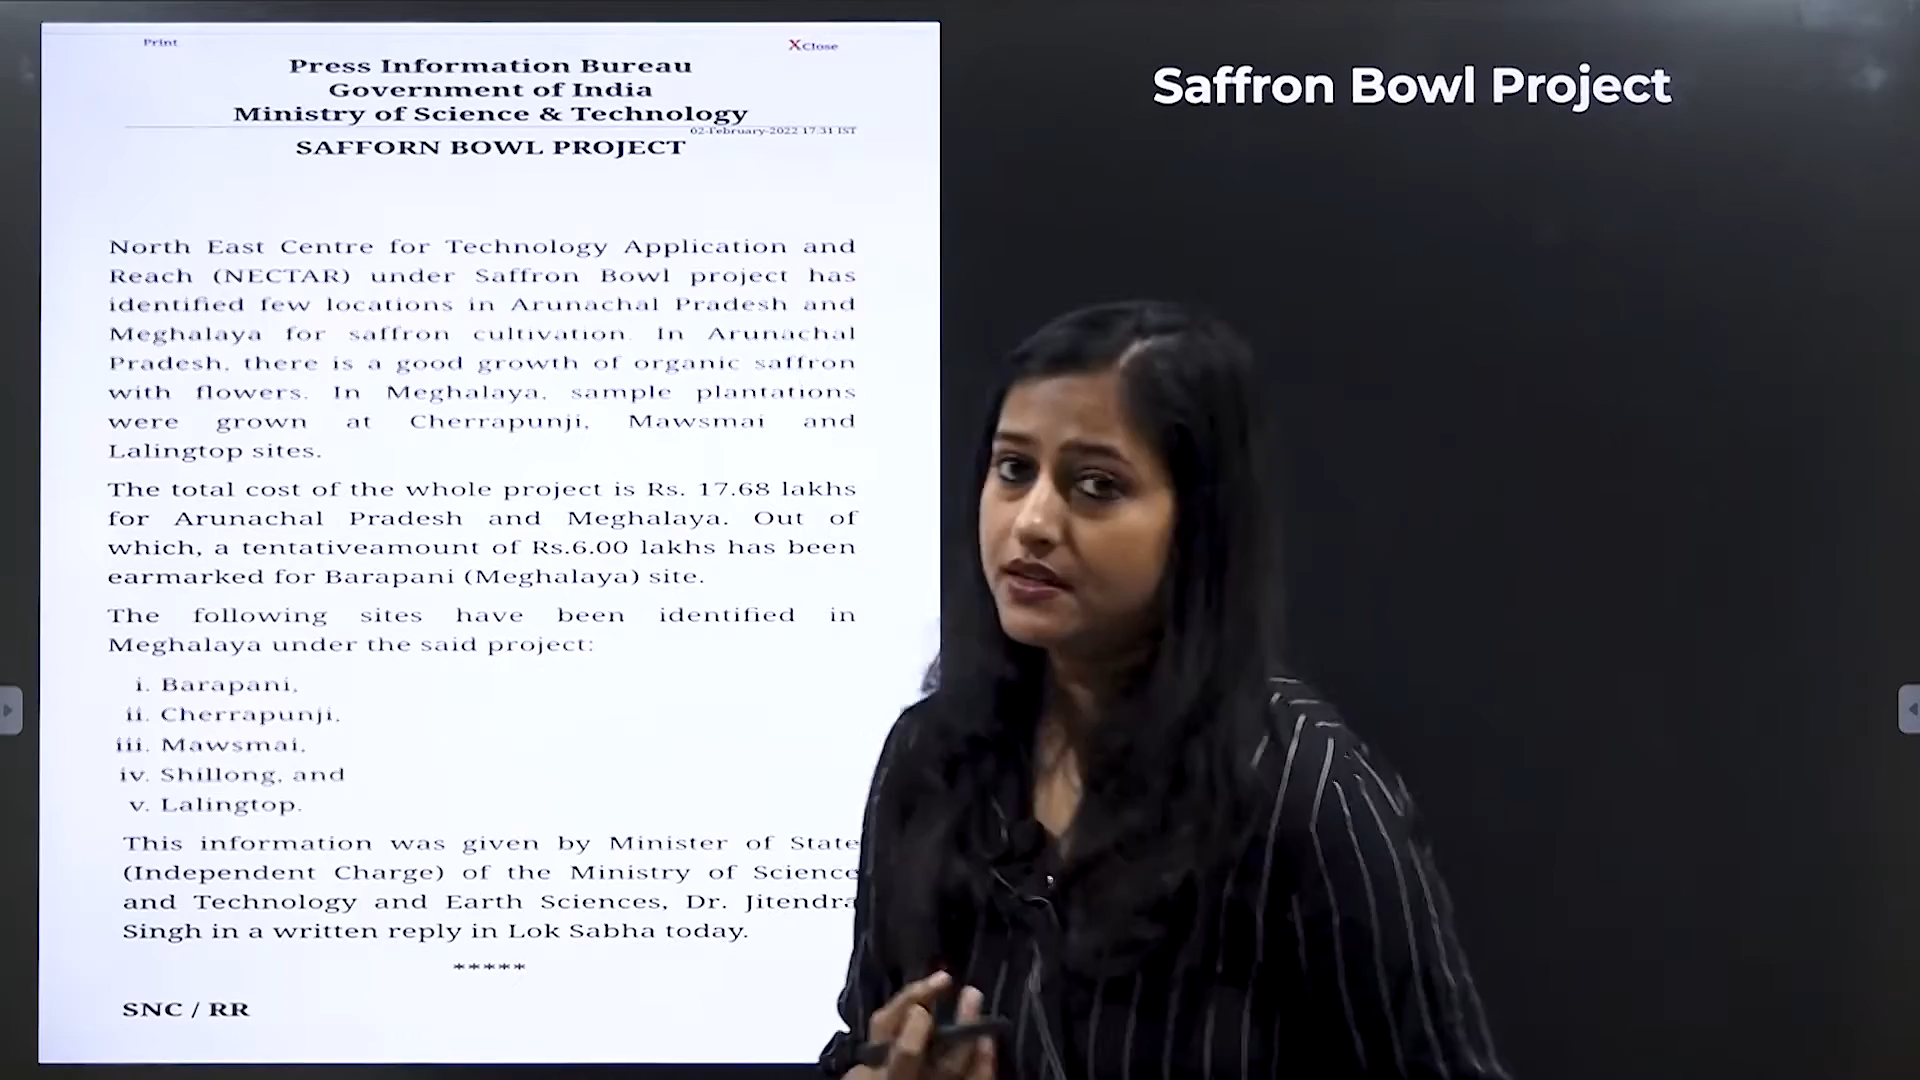 Print
XClose
Press Information Bureau
Government of India
Ministry of Science & Technology
02-February-2022 17:31 IST
SAFFORN BOWL PROJECT
North East Centre for Technology Application and
Reach (NECTAR) under Saffron Bowl project has
identified few locations in Arunachal Pradesh and
Meghalaya for saffron cultivation. In Arunachal
Pradesh, there is a good growth of organic saffron
with flowers. In Meghalaya, sample plantations
were grown at Cherrapunji, Mawsmai and
Lalingtop sites.
The total cost of the whole project is Rs. 17.68 lakhs
for Arunachal Pradesh and Meghalaya. Out of
which, a tentativeamount of Rs.6.00 lakhs has been
earmarked for Barapani (Meghalaya) site.
The following sites have been identified in
Meghalaya under the said project:
i. Barapani,
ii. Cherrapunji,
iii. Mawsmai,
iv. Shillong, and
v. Lalingtop.
This information was given by Minister of State
(Independent Charge) of the Ministry of Science
and Technology and Earth Sciences, Dr. Jitendra
Singh in a written reply in Lok Sabha today.
*****
SNC / RR
Saffron Bowl Project